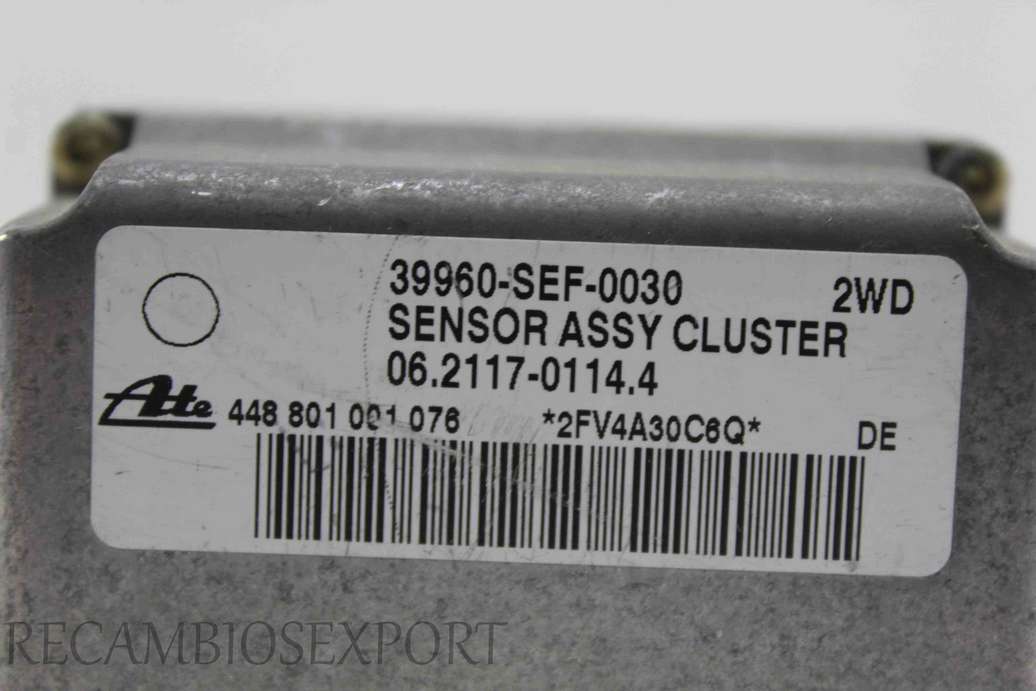 39960-SEF-0030 2WD
SENSOR ASSY CLUSTER
06.2117-0114.4
Ate 448 801 001 076 *2FV4A30C6Q* DE
RECAMBIOSEXPORT